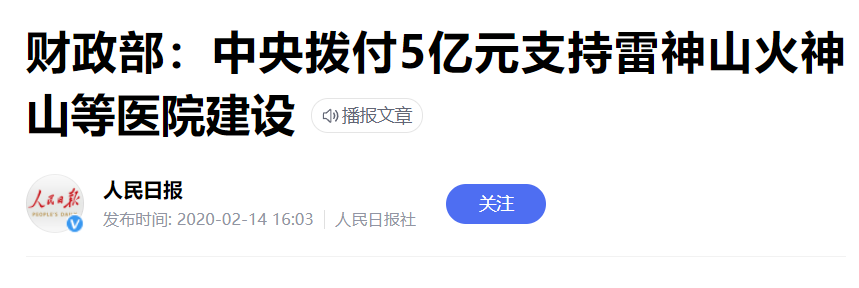 财政部：中央拨付5亿元支持雷神山火神
山等医院建设 播报文章
人民日报
PEOPLE'S DAILY
人民日报
发布时间: 2020-02-14 16:03 人民日报社
关注